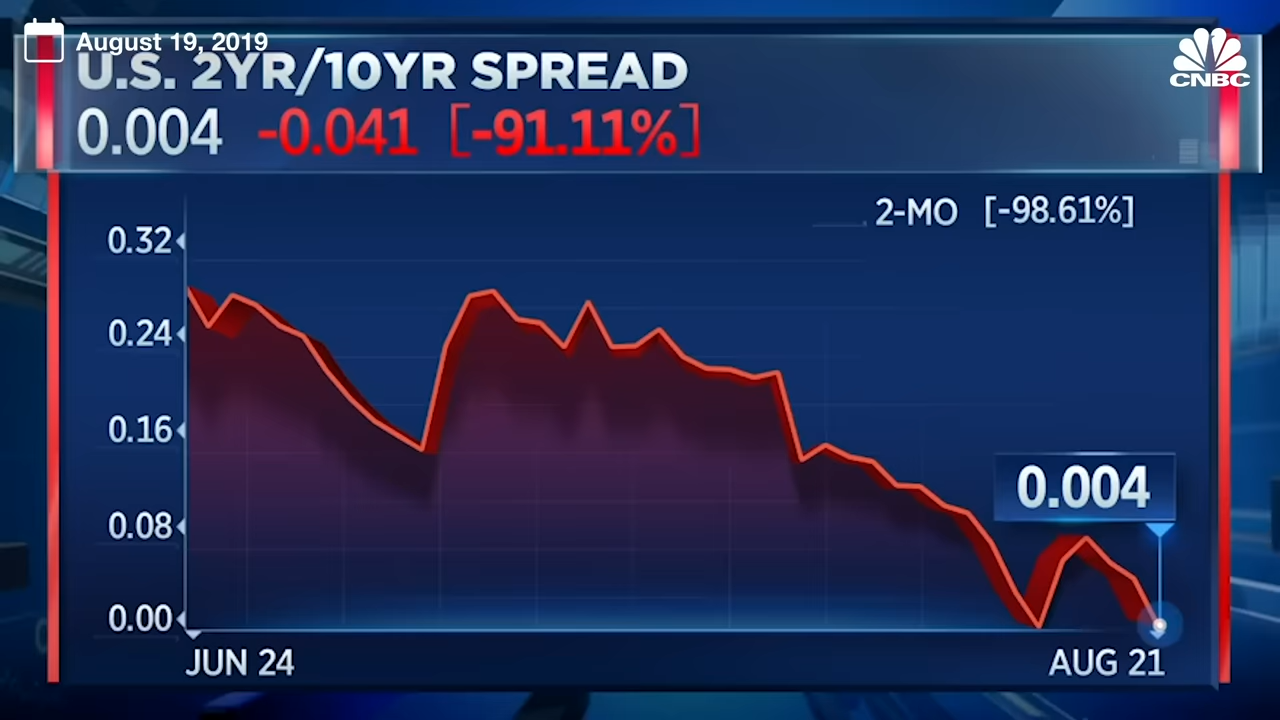 August 19, 2019
U.S. 2YR/10YR SPREAD
CNBC
0.004 -0.041 [-91.11%]
2-MO [-98.61%]
0.32
0.24
0.16
0.004
0.08
0.00
JUN 24 AUG 21